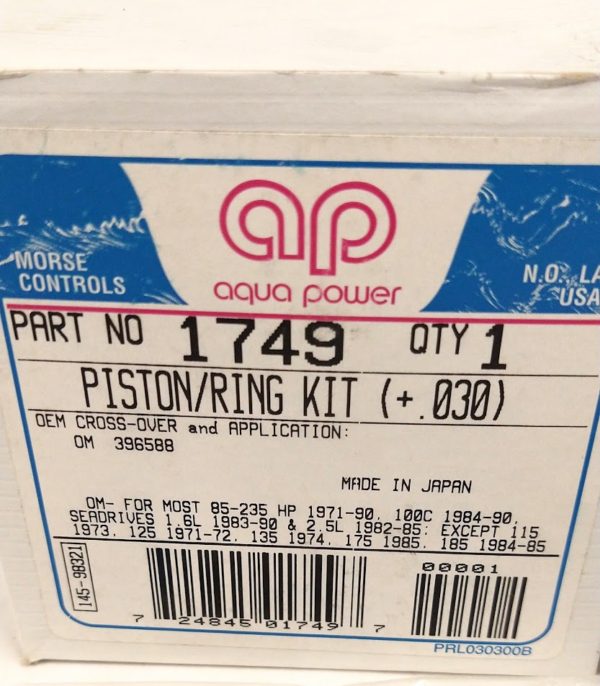 ap
aqua power
MORSE
CONTROLS
N.O., LA
USA
PART NO 1749 QTY 1
PISTON/RING KIT (+.030)
OEM CROSS-OVER and APPLICATION:
OM 396588
MADE IN JAPAN
OM- FOR MOST 85-235 HP 1971-90, 100C 1984-90,
SEADRIVES 1.6L 1983-90 & 2.5L 1982-85: EXCEPT 115
1973. 125 1971-72. 135 1974. 175 1985. 185 1984-85
145-98321
00001
7 24845 01749 7
PRL030300B